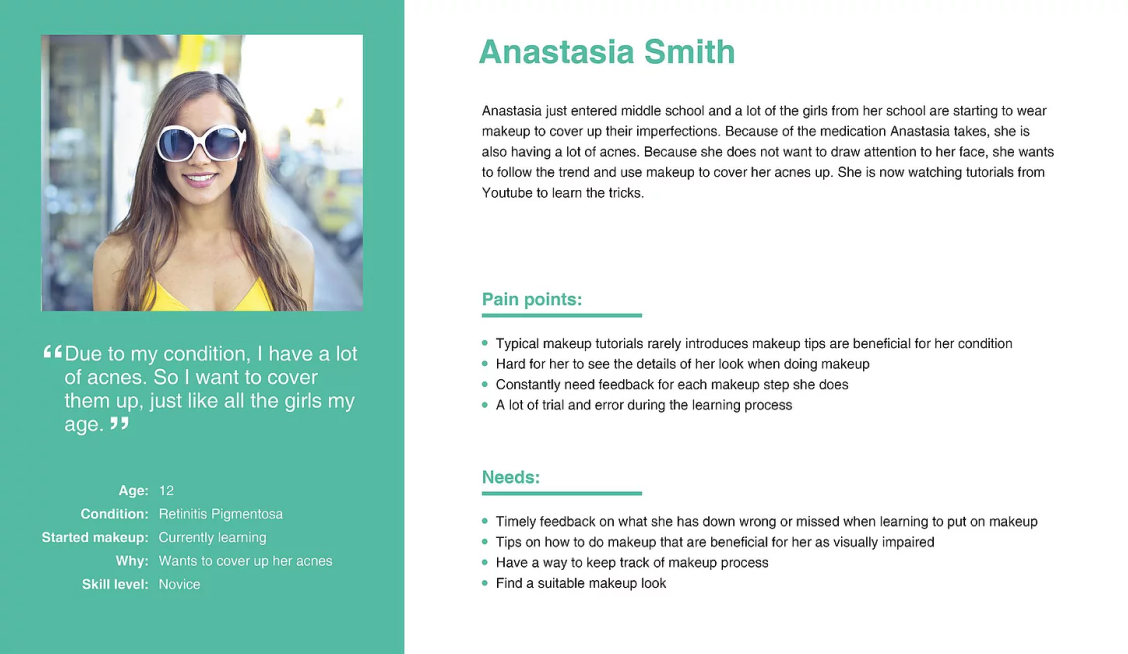 Anastasia Smith
Anastasia just entered middle school and a lot of the girls from her school are starting to wear
makeup to cover up their imperfections. Because of the medication Anastasia takes, she is
also having a lot of acnes. Because she does not want to draw attention to her face, she wants
to follow the trend and use makeup to cover her acnes up. She is now watching tutorials from
Youtube to learn the tricks.
“Due to my condition, I have a lot
of acnes. So I want to cover
them up, just like all the girls my
age.”
Age: 12
Condition: Retinitis Pigmentosa
Started makeup: Currently learning
Why: Wants to cover up her acnes
Skill level: Novice
Pain points:
• Typical makeup tutorials rarely introduces makeup tips are beneficial for her condition
• Hard for her to see the details of her look when doing makeup
• Constantly need feedback for each makeup step she does
• A lot of trial and error during the learning process
Needs:
• Timely feedback on what she has down wrong or missed when learning to put on makeup
• Tips on how to do makeup that are beneficial for her as visually impaired
• Have a way to keep track of makeup process
• Find a suitable makeup look